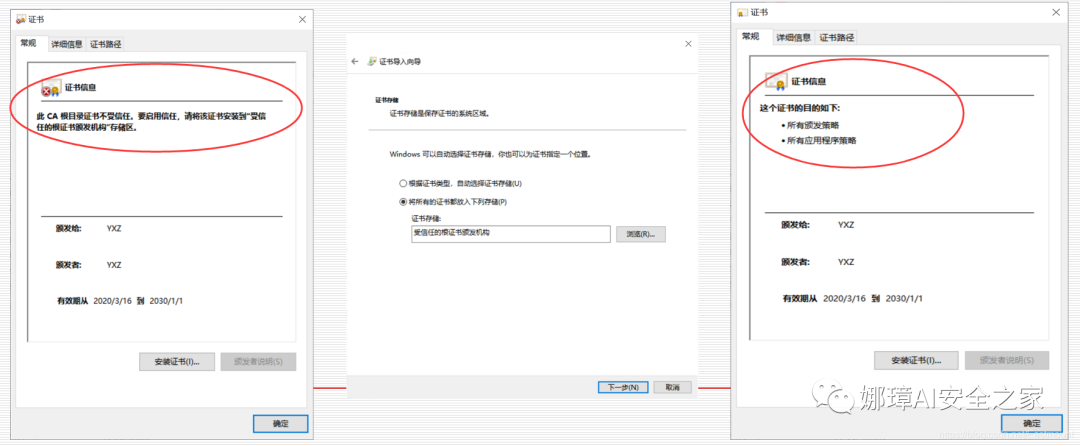 证书
常规 详细信息 证书路径
证书信息
此 CA 根目录证书不受信任。要启用信任，请将该证书安装到"受信
任的根证书颁发机构"存储区。
颁发给: YXZ
颁发者: YXZ
有效期从 2020/3/16 到 2030/1/1
安装证书(I)... 颁发者说明(S)
确定
证书导入向导
证书存储
证书存储是保存证书的系统区域。
Windows 可以自动选择证书存储，你也可以为证书指定一个位置。
根据证书类型，自动选择证书存储(U)
将所有的证书都放入下列存储(P)
证书存储:
受信任的根证书颁发机构 浏览(R)...
下一步(N) 取消
证书
常规 详细信息 证书路径
证书信息
这个证书的目的如下:
• 所有颁发策略
• 所有应用程序策略
颁发给: YXZ
颁发者: YXZ
有效期从 2020/3/16 到 2030/1/1
安装证书(I)... 颁发者说明(S)
娜璋AI安全之家
确定